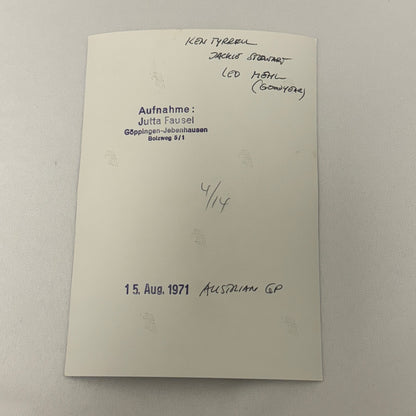 KEN TYRRELL
JACKIE STEWART
LEO MEHL
(GOODYEAR)
Aufnahme:
Jutta Fausel
Göppingen-Jebenhausen
Bolzweg 5/1
4/14
15. Aug. 1971 AUSTRIAN GP